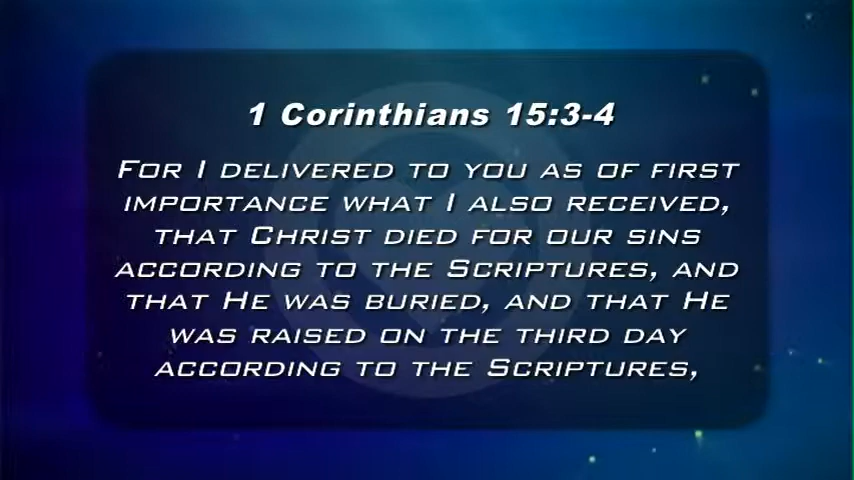 1 Corinthians 15:3-4
For I delivered to you as of first
importance what I also received,
that Christ died for our sins
according to the Scriptures, and
that He was buried, and that He
was raised on the third day
according to the Scriptures,